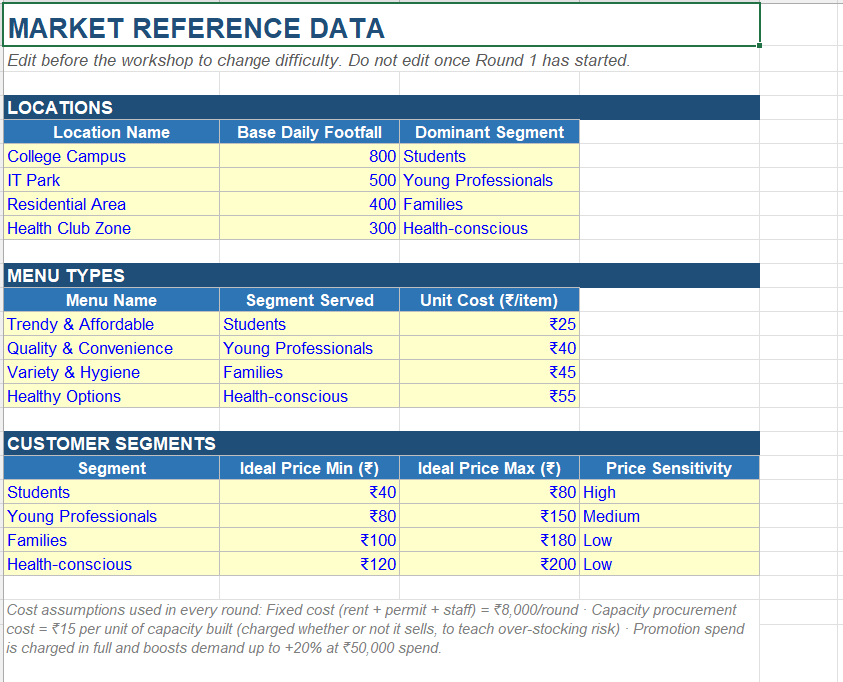 MARKET REFERENCE DATA
Edit before the workshop to change difficulty. Do not edit once Round 1 has started.
LOCATIONS
Location Name Base Daily Footfall Dominant Segment
College Campus 800 Students
IT Park 500 Young Professionals
Residential Area 400 Families
Health Club Zone 300 Health-conscious
MENU TYPES
Menu Name Segment Served Unit Cost (₹/item)
Trendy & Affordable Students ₹25
Quality & Convenience Young Professionals ₹40
Variety & Hygiene Families ₹45
Healthy Options Health-conscious ₹55
CUSTOMER SEGMENTS
Segment Ideal Price Min (₹) Ideal Price Max (₹) Price Sensitivity
Students ₹40 ₹80 High
Young Professionals ₹80 ₹150 Medium
Families ₹100 ₹180 Low
Health-conscious ₹120 ₹200 Low
Cost assumptions used in every round: Fixed cost (rent + permit + staff) = ₹8,000/round · Capacity procurement
cost = ₹15 per unit of capacity built (charged whether or not it sells, to teach over-stocking risk) · Promotion spend
is charged in full and boosts demand up to +20% at ₹50,000 spend.